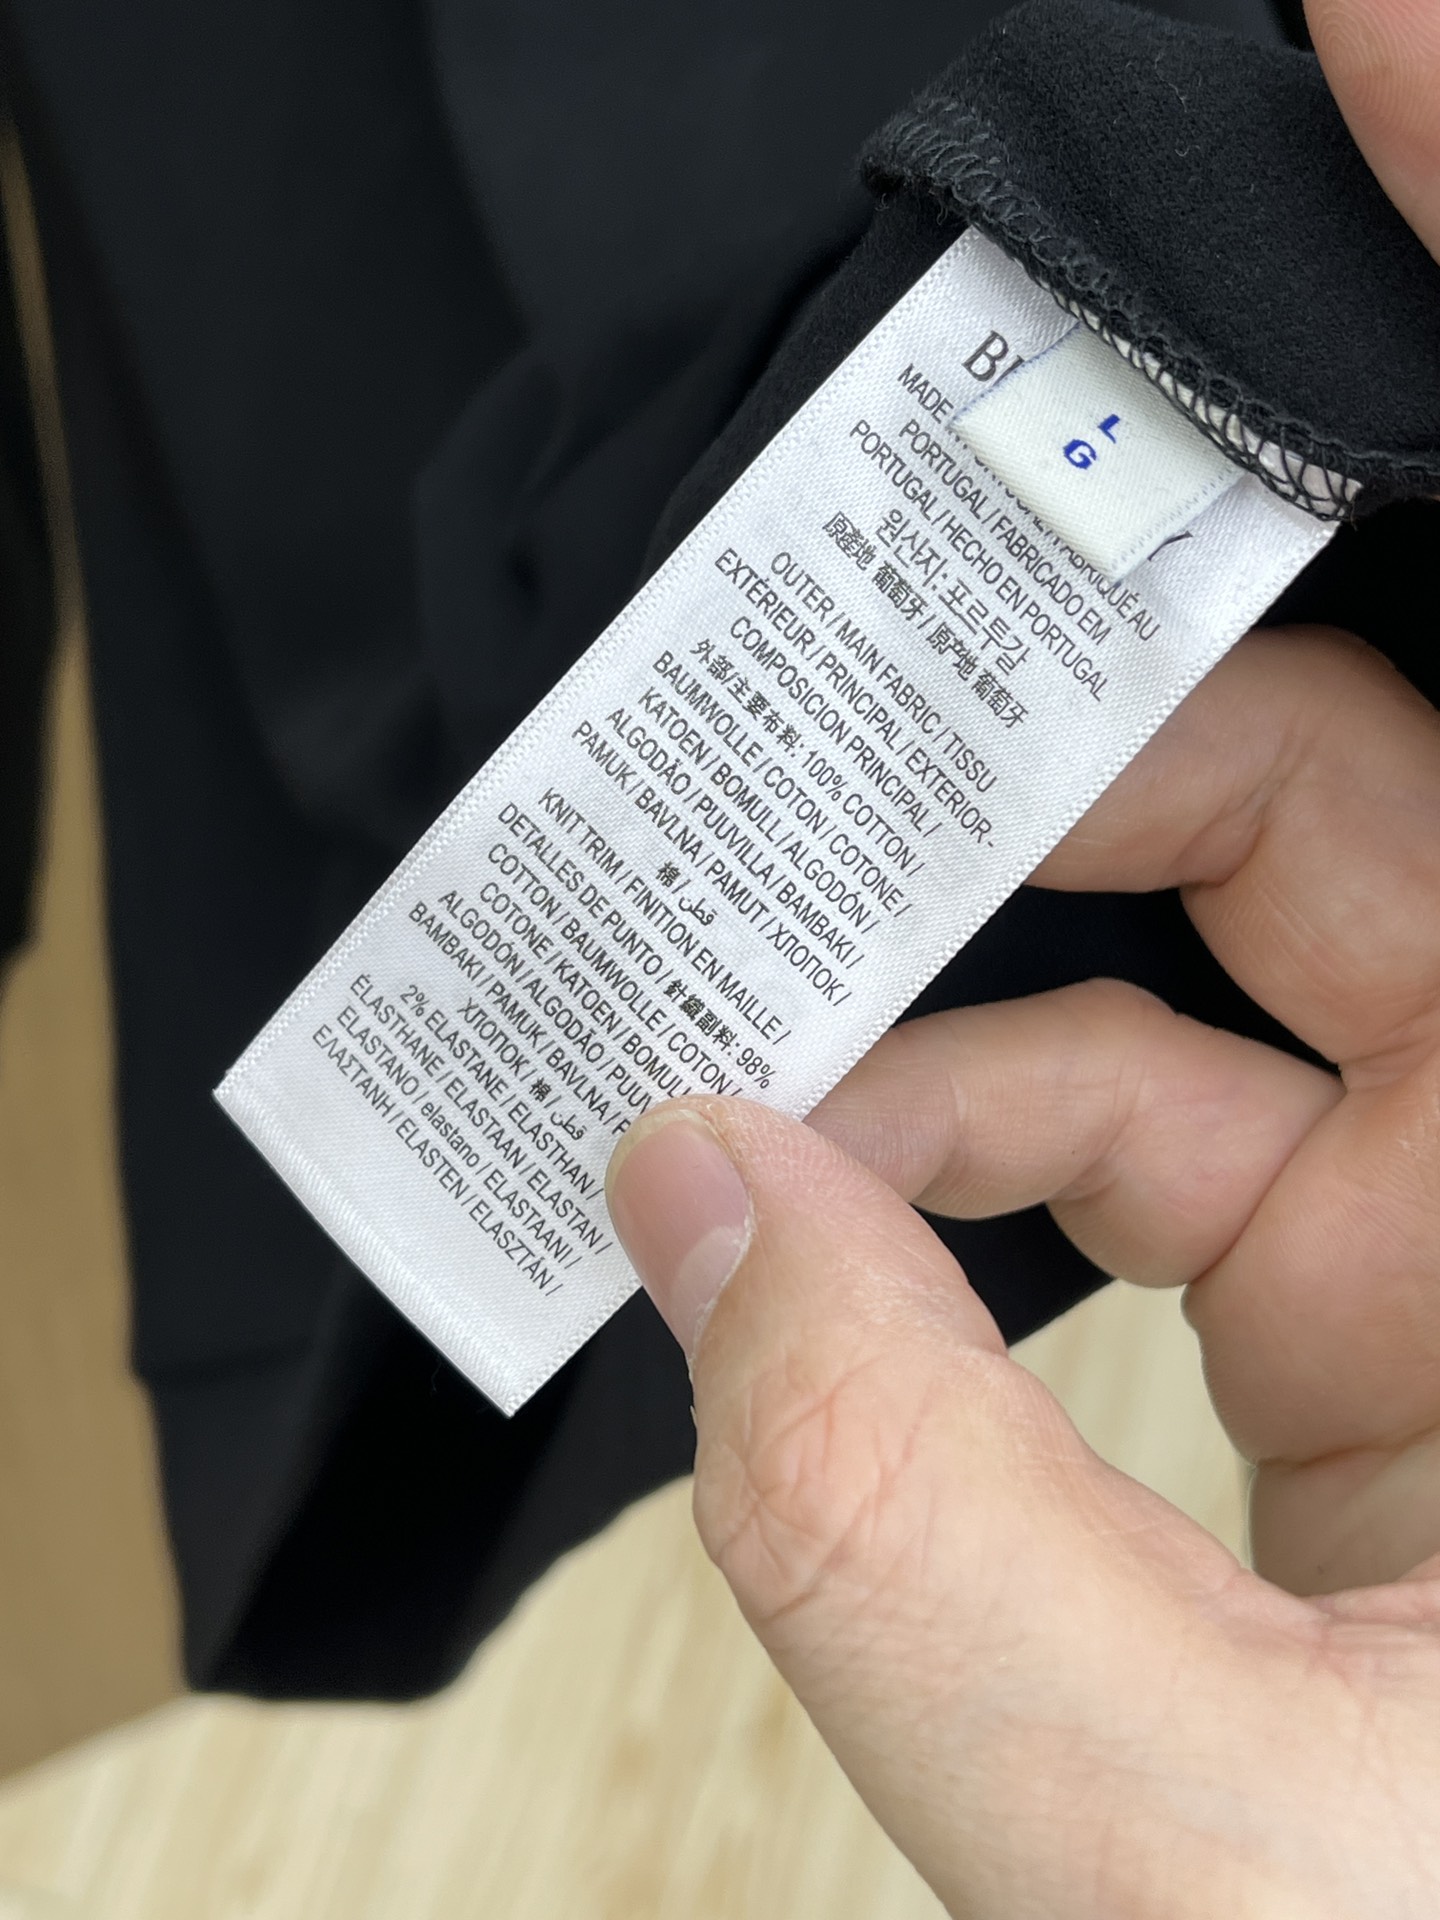 L
G
MADE
PORTUGAL / FABRICADO EM
PORTUGAL / HECHO EN PORTUGAL
원산지: 포르투갈
原產地 葡萄牙 / 原产地 葡萄牙
OUTER / MAIN FABRIC / TISSU
EXTÉRIEUR / PRINCIPAL / EXTERIOR -
COMPOSICION PRINCIPAL /
外部/主要布料: 100% COTTON /
BAUMWOLLE / COTON / COTONE /
KATOEN / BOMULL / ALGODÓN /
ALGODÃO / PUUVILLA / BAMBAKI /
PAMUK / BAVLNA / PAMUT / ХЛОПОК /
棉 / قطن
KNIT TRIM / FINITION EN MAILLE /
DETALLES DE PUNTO / 針織副料: 98%
COTTON / BAUMWOLLE / COTON /
COTONE / KATOEN / BOMULL
ALGODÓN / ALGODÃO / PUUV
BAMBAKI / PAMUK / BAVLNA / P
ХЛОПОК / 棉 / قطن
2% ELASTANE / ELASTHAN /
ÉLASTHANE / ELASTAAN / ELASTAN /
ELASTANO / elastano / ELASTAANI /
ΕΛΑΣΤΑΝΗ / ELASTEN / ELASZTÁN /